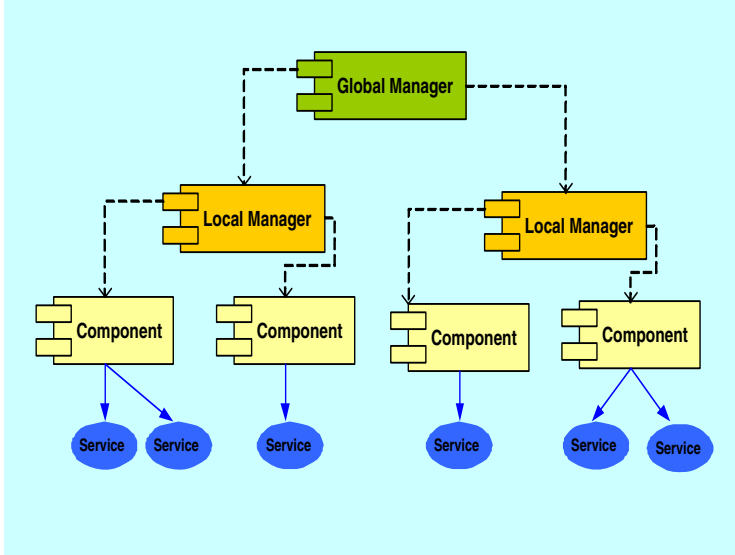 Global Manager
Local Manager
Local Manager
Component
Component
Component
Component
Service
Service
Service
Service
Service
Service